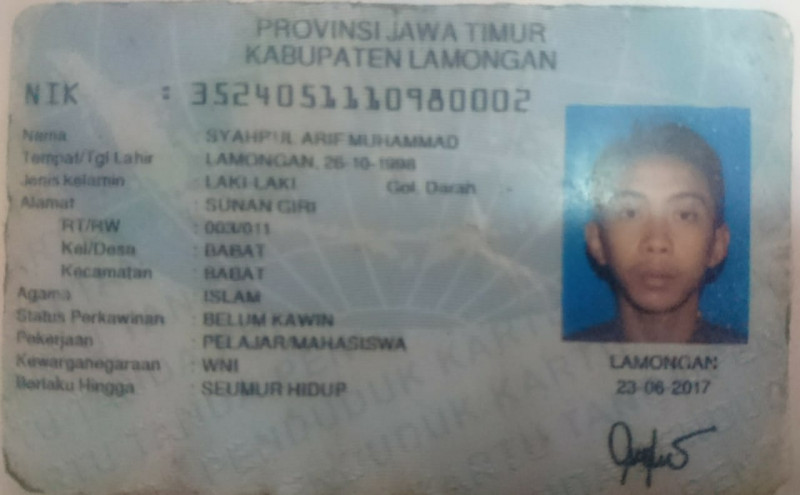 PROVINSI JAWA TIMUR
KABUPATEN LAMONGAN
NIK : 3524051110980002
Nama : SYAHPUL ARIF MUHAMMAD
Tempat/Tgl Lahir : LAMONGAN, 26-10-1998
Jenis kelamin : LAKI-LAKI Gol. Darah -
Alamat : SUNAN GIRI
RT/RW : 003/011
Kel/Desa : BABAT
Kecamatan : BABAT
Agama : ISLAM
Status Perkawinan : BELUM KAWIN
Pekerjaan : PELAJAR/MAHASISWA
Kewarganegaraan : WNI
Berlaku Hingga : SEUMUR HIDUP
LAMONGAN
23-06-2017